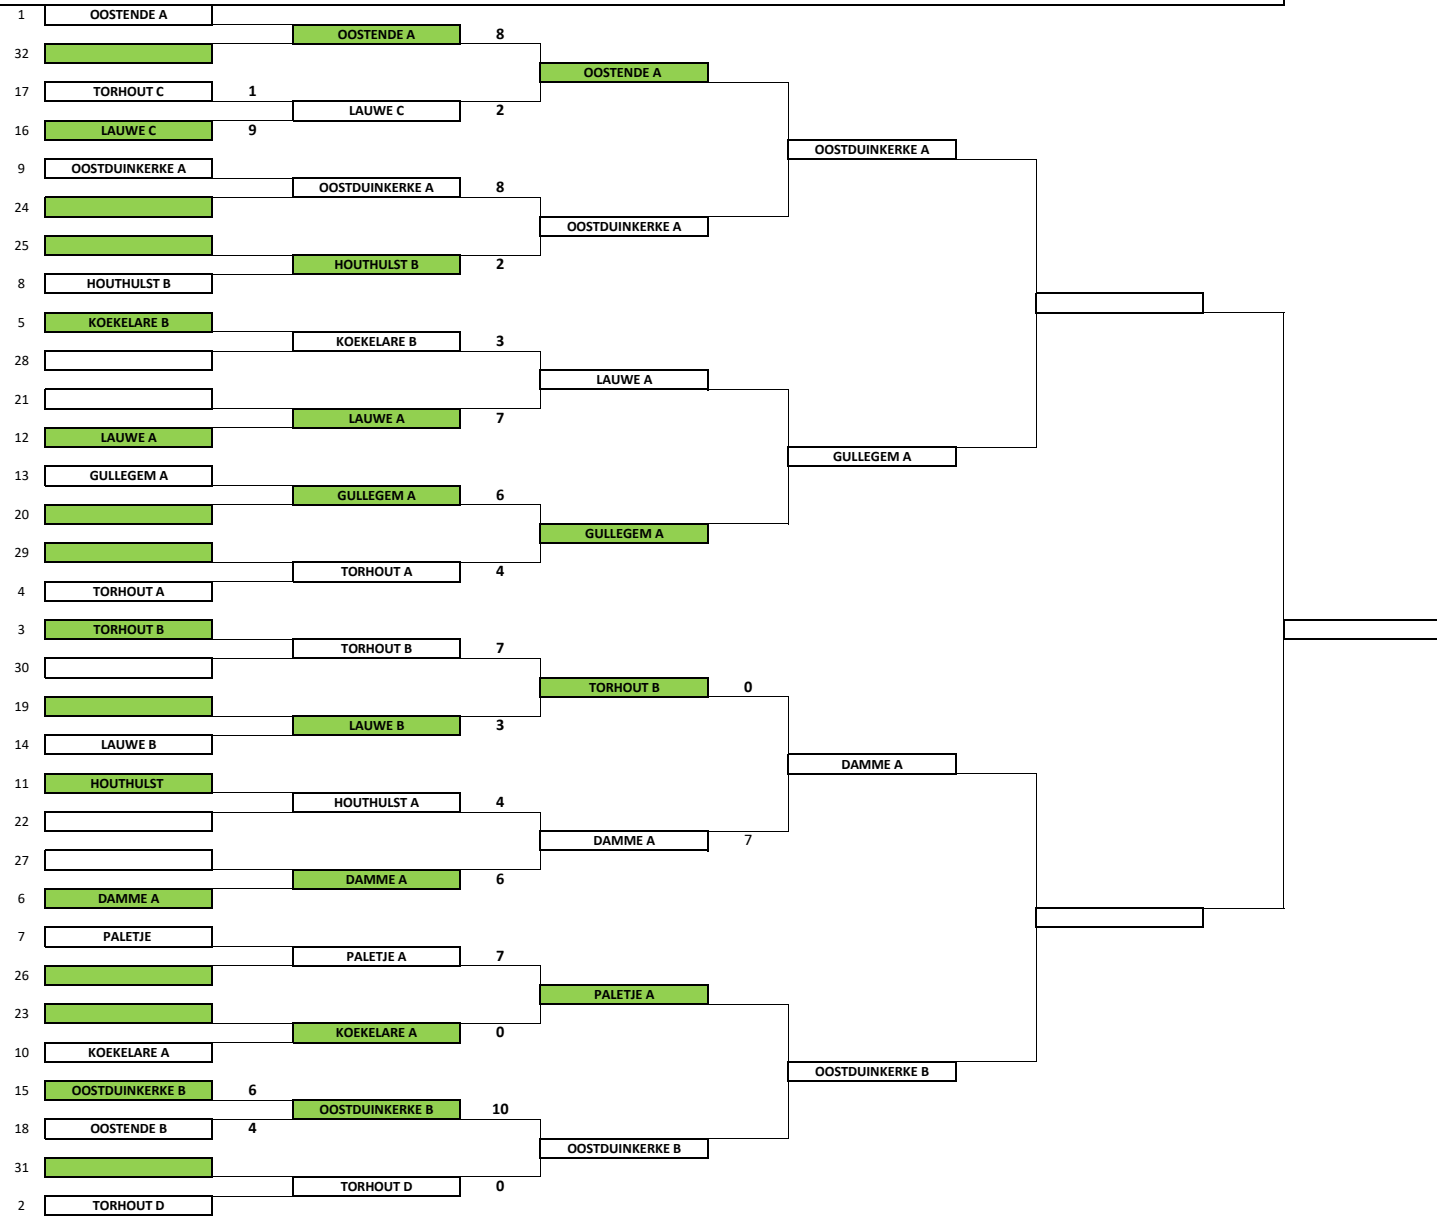 1 OOSTENDE A
OOSTENDE A 8
32
OOSTENDE A
17 TORHOUT C 1
LAUWE C 2
16 LAUWE C 9
OOSTDUINKERKE A
9 OOSTDUINKERKE A
OOSTDUINKERKE A 8
24
OOSTDUINKERKE A
25
HOUTHULST B 2
8 HOUTHULST B
5 KOEKELARE B
KOEKELARE B 3
28
LAUWE A
21
LAUWE A 7
12 LAUWE A
GULLEGEM A
13 GULLEGEM A
GULLEGEM A 6
20
GULLEGEM A
29
TORHOUT A 4
4 TORHOUT A
3 TORHOUT B
TORHOUT B 7
30
TORHOUT B 0
19
LAUWE B 3
14 LAUWE B
DAMME A
11 HOUTHULST
HOUTHULST A 4
22
DAMME A 7
27
DAMME A 6
6 DAMME A
7 PALETJE
PALETJE A 7
26
PALETJE A
23
KOEKELARE A 0
10 KOEKELARE A
OOSTDUINKERKE B
15 OOSTDUINKERKE B 6
OOSTDUINKERKE B 10
18 OOSTENDE B 4
OOSTDUINKERKE B
31
TORHOUT D 0
2 TORHOUT D